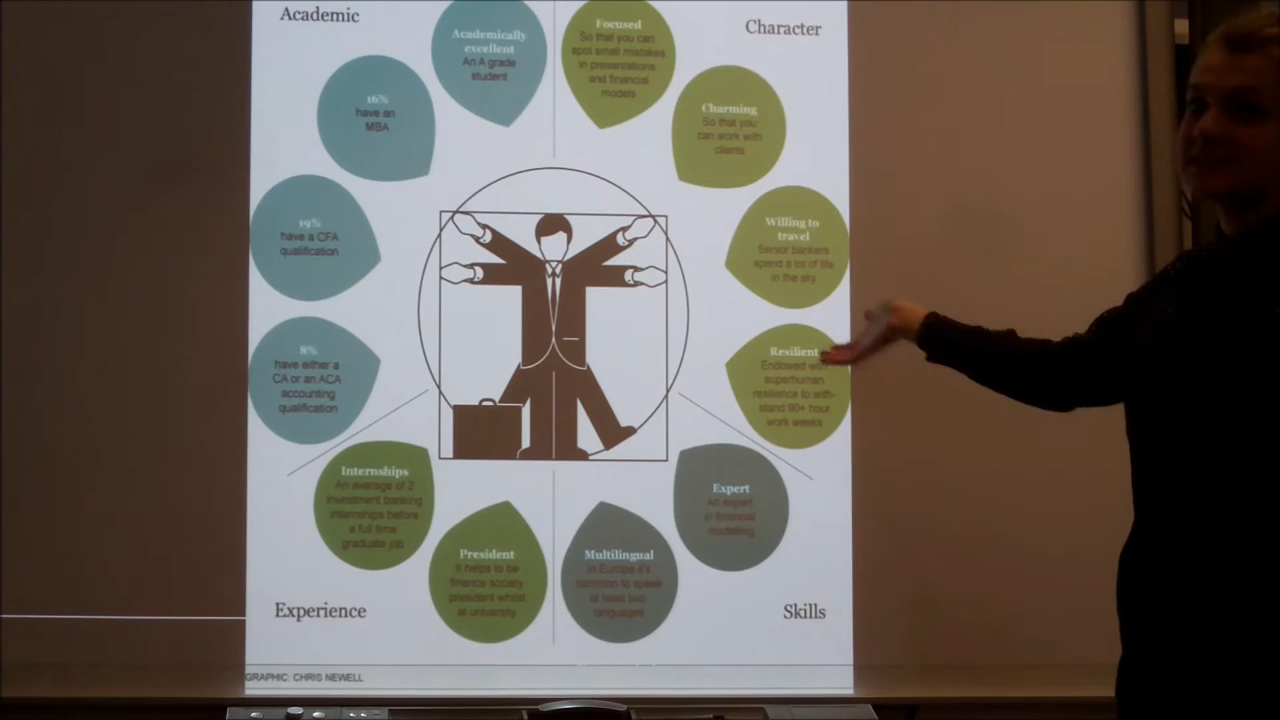 Academic
Academically
excellent
An A grade
student
16%
have an
MBA
19%
have a CFA
qualification
8%
have either a
CA or an ACA
accounting
qualification
Character
Focused
So that you can
spot small mistakes
in presentations
and financial
models
Charming
So that you
can work with
clients
Willing to
travel
Senior bankers
spend a lot of life
in the sky
Resilient
Endowed with
superhuman
resilience to with-
stand 90+ hour
work weeks
Internships
An average of 2
investment banking
internships before
a full time
graduate job
President
It helps to be
finance society
president whilst
at university
Experience
Expert
An expert
in financial
modelling
Multilingual
in Europe it's
common to speak
at least two
languages
Skills
GRAPHIC: CHRIS NEWELL